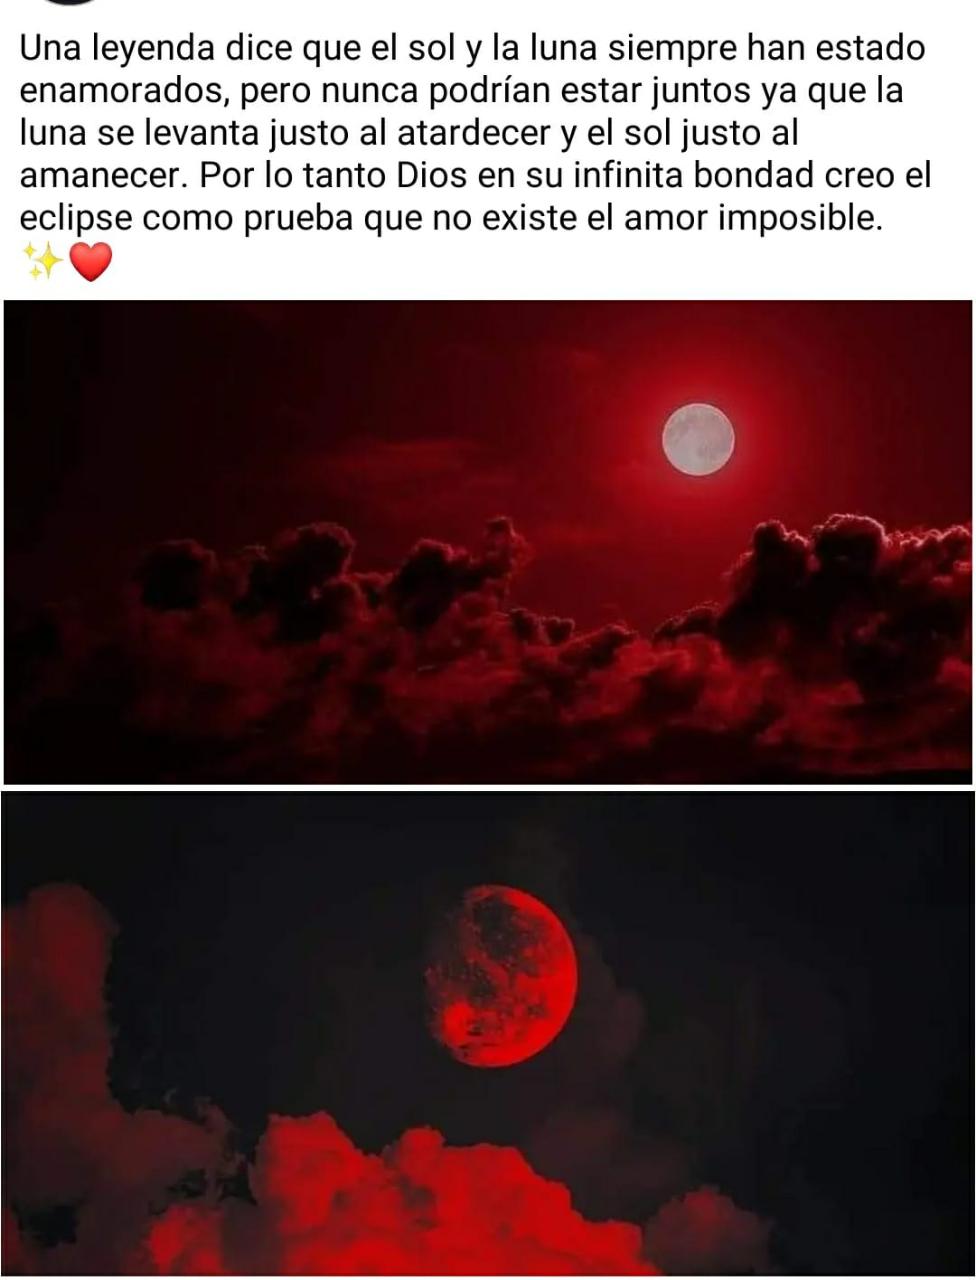 Una leyenda dice que el sol y la luna siempre han estado
enamorados, pero nunca podrían estar juntos ya que la
luna se levanta justo al atardecer y el sol justo al
amanecer. Por lo tanto Dios en su infinita bondad creo el
eclipse como prueba que no existe el amor imposible.
✨❤️